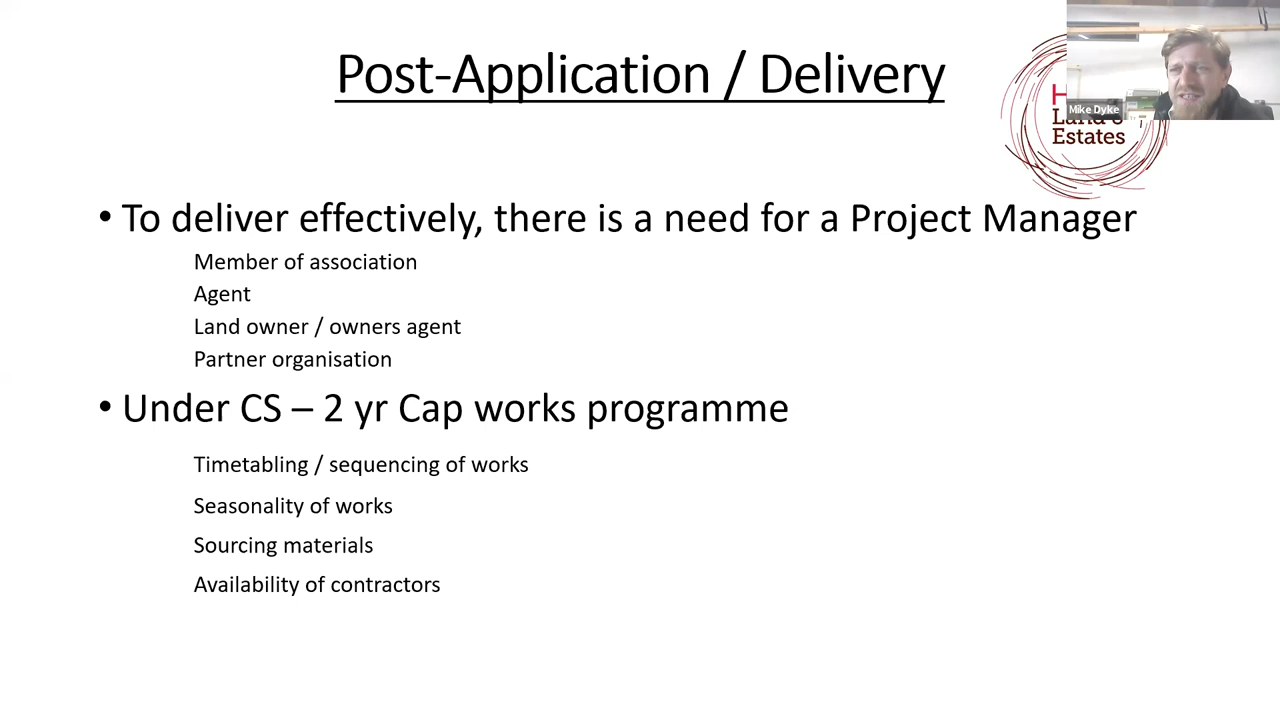 Post-Application / Delivery
Mike Dyke
Estates
• To deliver effectively, there is a need for a Project Manager
Member of association
Agent
Land owner / owners agent
Partner organisation
• Under CS – 2 yr Cap works programme
Timetabling / sequencing of works
Seasonality of works
Sourcing materials
Availability of contractors